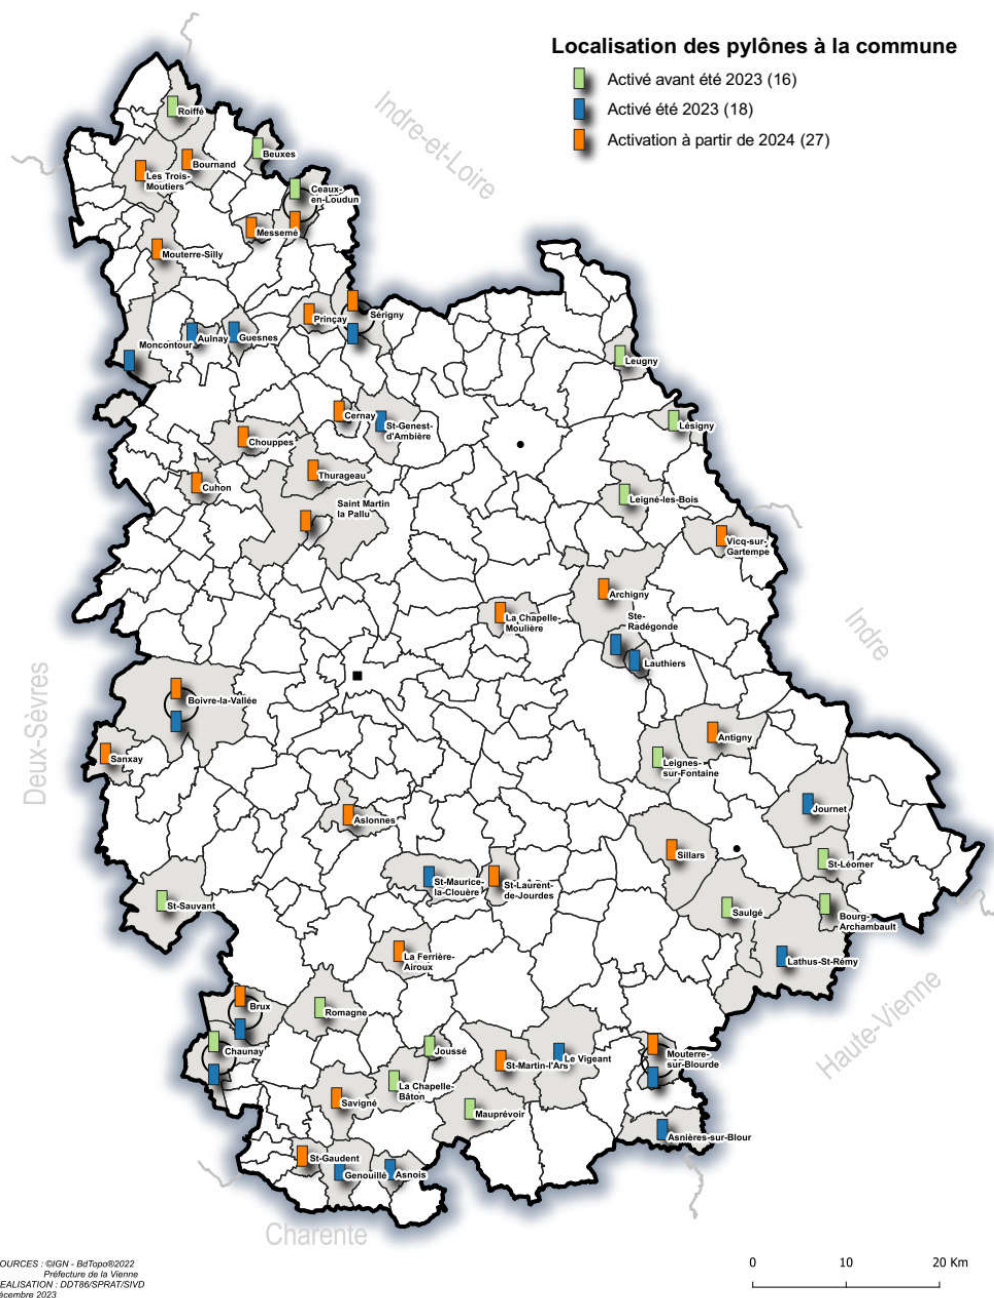 Localisation des pylônes à la commune
Activé avant été 2023 (16)
Activé été 2023 (18)
Activation à partir de 2024 (27)
Indre-et-Loire
Roiffé
Beuxes
Bournand
Les Trois-
Moutiers
Ceaux-
en-Loudun
Messemé
Mouterre-Silly
Prinçay
Sérigny
Moncontour
Aulnay
Guesnes
Leugny
Cernay
St-Genest-
d'Ambière
Lésigny
Chouppes
Thurageau
Cuhon
Leigné-les-Bois
Saint Martin
la Pallu
Vicq-sur-
Gartempe
Archigny
La Chapelle-
Moulière
Ste-
Radégonde
Lauthiers
Indre
Deux-Sèvres
Boivre-la-Vallée
Sanxay
Antigny
Leignes-
sur-Fontaine
Journet
Aslonnes
Sillars
St-Léomer
St-Maurice-
la-Clouère
St-Laurent-
de-Jourdes
St-Sauvant
Saulgé
Bourg-
Archambault
La Ferrière-
Airoux
Lathus-St-Rémy
Brux
Romagne
Haute-Vienne
Chaunay
Joussé
St-Martin-l'Ars
Le Vigeant
Mouterre-
sur-Blourde
La Chapelle-
Bâton
Savigné
Mauprévoir
Asnières-sur-Blour
St-Gaudent
Genouillé
Asnois
Charente
OURCES : ©IGN - BdTopo®2022
Préfecture de la Vienne
EALISATION : DDT86/SPRAT/SIVD
écembre 2023
0 10 20 Km